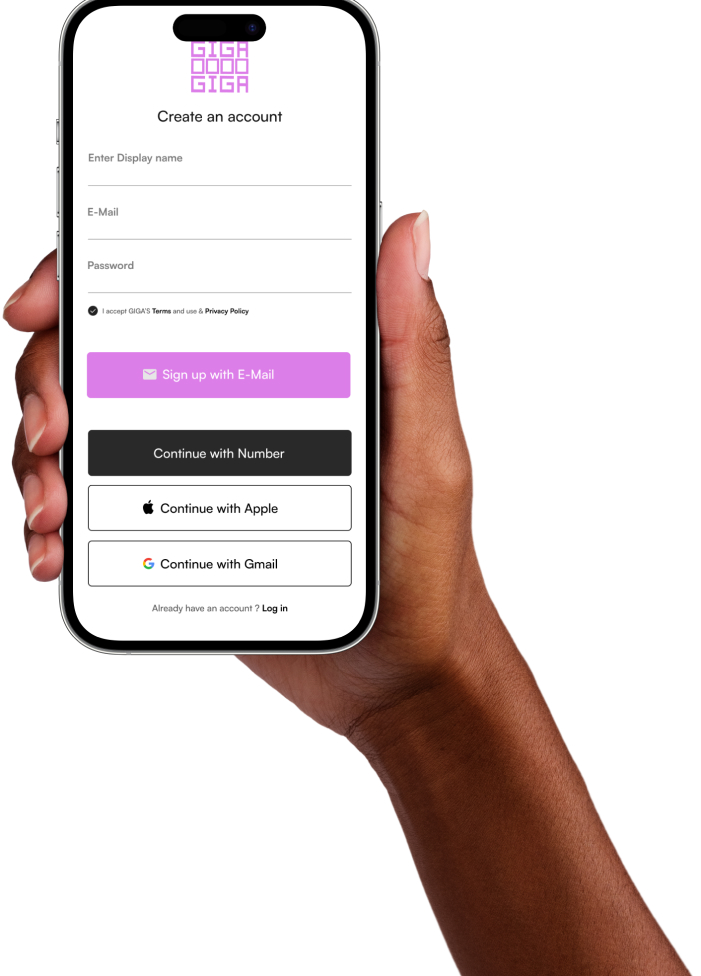 GIGA
OOOO
GIGA
Create an account
Enter Display name
E-Mail
Password
I accept GIGA'S Terms and use & Privacy Policy
Sign up with E-Mail
Continue with Number
Continue with Apple
Continue with Gmail
Already have an account ? Log in